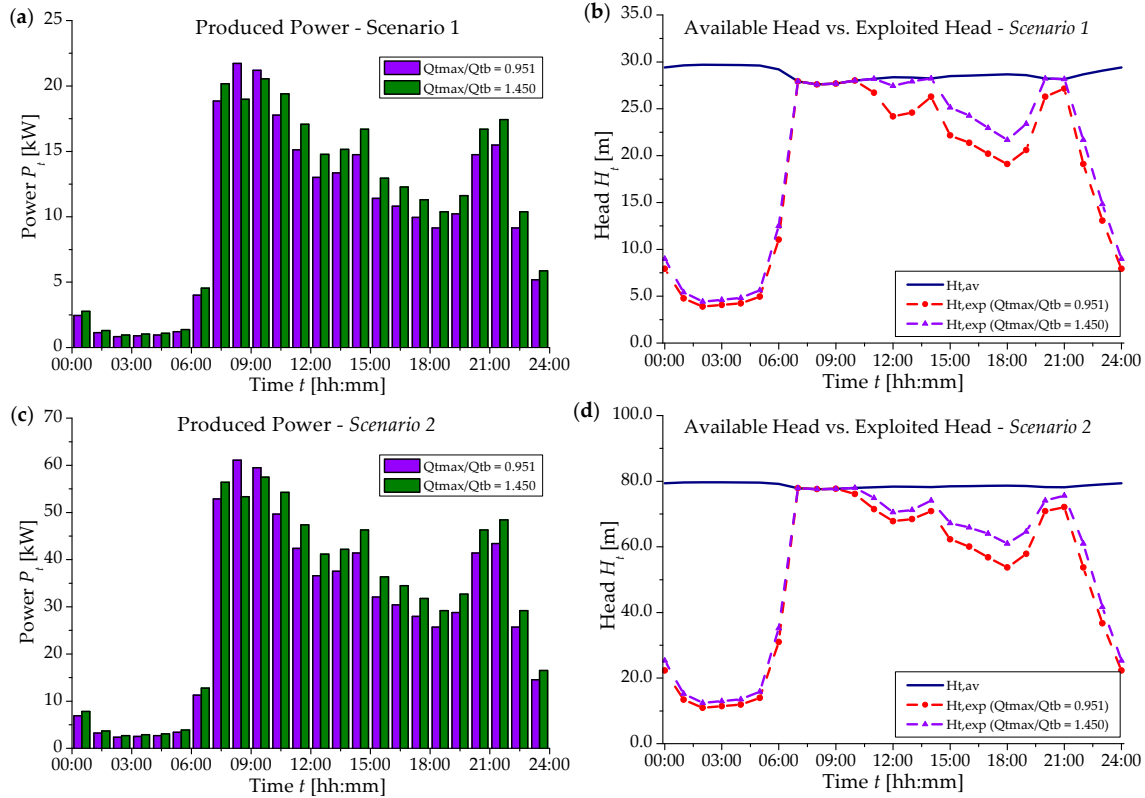 (a)
Produced Power - Scenario 1
Qtmax/Qtb = 0.951
Qtmax/Qtb = 1.450
Power Pt [kW]
25
20
15
10
5
0
00:00 03:00 06:00 09:00 12:00 15:00 18:00 21:00 24:00
Time t [hh:mm]
(b)
Available Head vs. Exploited Head - Scenario 1
Head Ht [m]
35.0
30.0
25.0
20.0
15.0
10.0
5.0
0.0
Ht,av
Ht,exp (Qtmax/Qtb = 0.951)
Ht,exp (Qtmax/Qtb = 1.450)
00:00 03:00 06:00 09:00 12:00 15:00 18:00 21:00 24:00
Time t [hh:mm]
(c)
Produced Power - Scenario 2
Qtmax/Qtb = 0.951
Qtmax/Qtb = 1.450
Power Pt [kW]
60
50
40
30
20
10
0
00:00 03:00 06:00 09:00 12:00 15:00 18:00 21:00 24:00
Time t [hh:mm]
(d)
Available Head vs. Exploited Head - Scenario 2
Head Ht [m]
100.0
80.0
60.0
40.0
20.0
0.0
Ht,av
Ht,exp (Qtmax/Qtb = 0.951)
Ht,exp (Qtmax/Qtb = 1.450)
00:00 03:00 06:00 09:00 12:00 15:00 18:00 21:00 24:00
Time t [hh:mm]